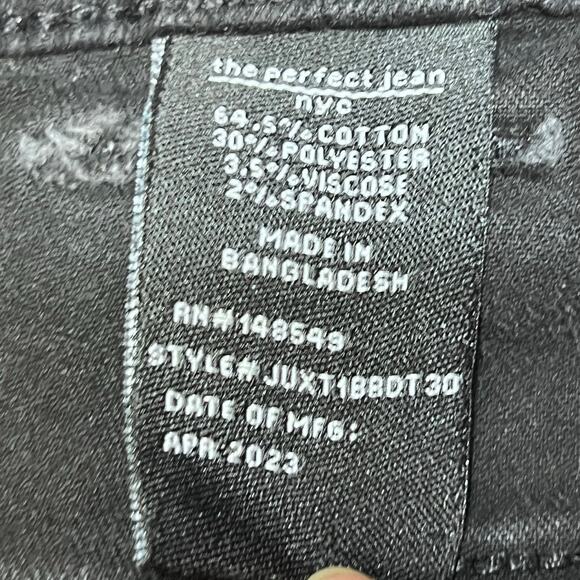 the perfect jean
nyc
64.5%COTTON
30%POLYESTER
3.5%VISCOSE
2%SPANDEX
MADE IN
BANGLADESH
RN#148549
STYLE# JUXT188DT30
DATE OF MFG:
APR.2023